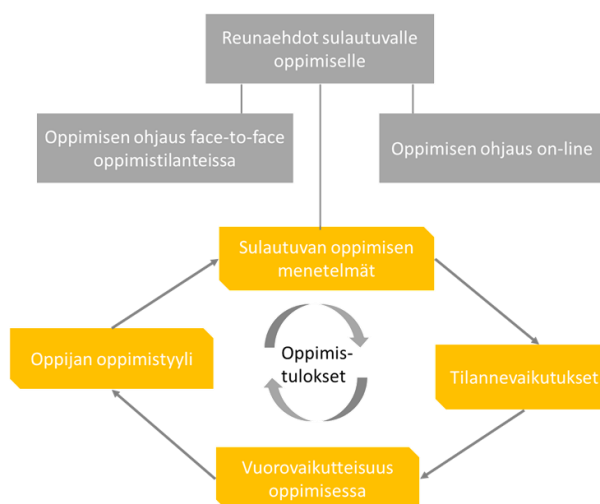 Reunaehdot sulautuvalle
oppimiselle
Oppimisen ohjaus face-to-face
oppimistilanteissa
Oppimisen ohjaus on-line
Sulautuvan oppimisen
menetelmät
Oppijan oppimistyyli
Oppimis-
tulokset
Tilannevaikutukset
Vuorovaikutteisuus
oppimisessa